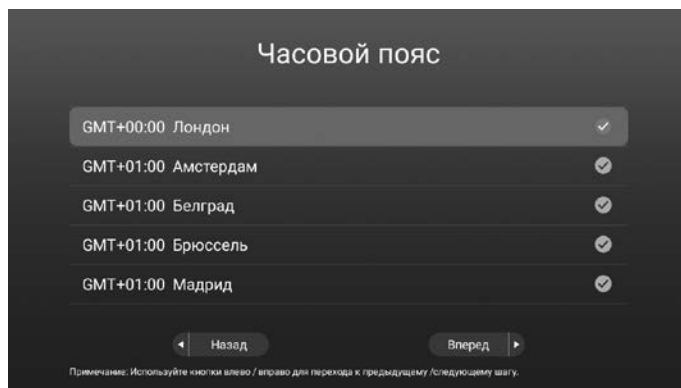 Часовой пояс
GMT+00:00 Лондон
GMT+01:00 Амстердам
GMT+01:00 Белград
GMT+01:00 Брюссель
GMT+01:00 Мадрид
Назад
Вперед
Примечание: Используйте кнопки влево / вправо для перехода к предыдущему /следующему шагу.